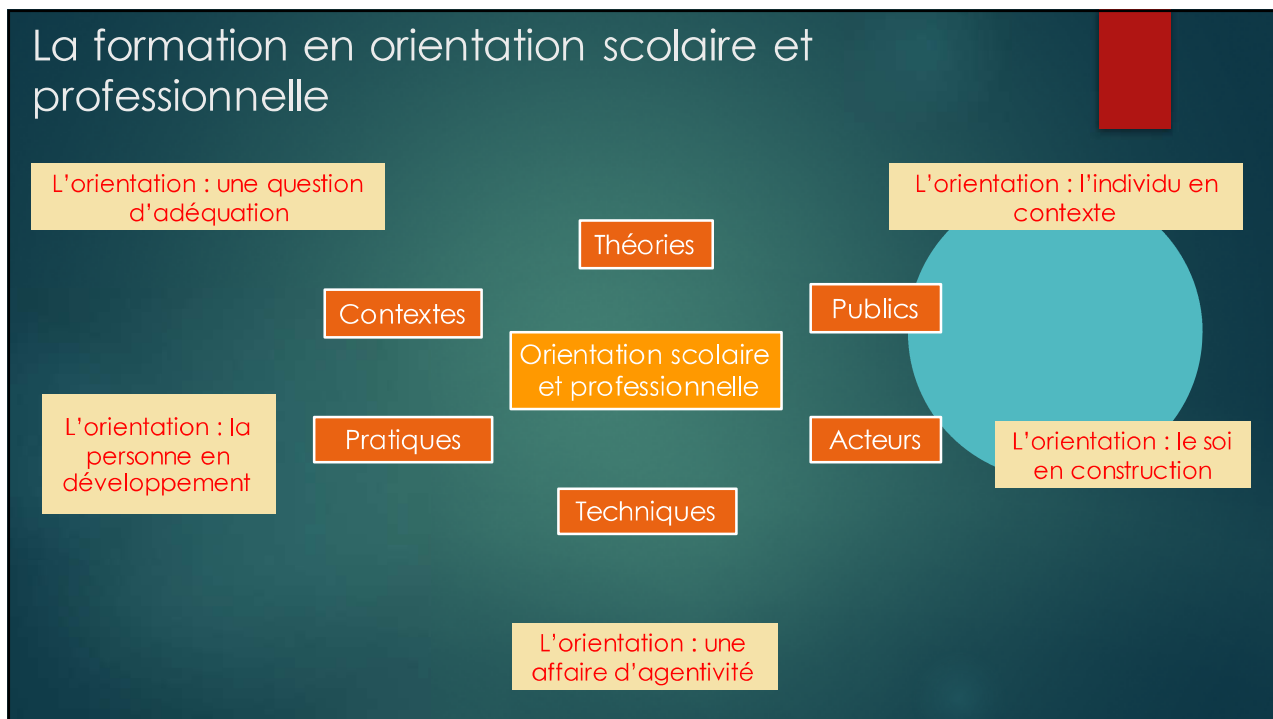 La formation en orientation scolaire et
professionnelle
L'orientation : une question
d'adéquation
L'orientation : l'individu en
contexte
Théories
Contextes
Publics
Orientation scolaire
et professionnelle
L'orientation : la
personne en
développement
Pratiques
Acteurs
L'orientation : le soi
en construction
Techniques
L'orientation : une
affaire d'agentivité